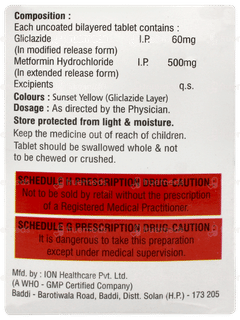 Composition :
Each uncoated bilayered tablet contains :
Gliclazide I.P. 60mg
(In modified release form)
Metformin Hydrochloride I.P. 500mg
(In extended release form)
Excipients q.s.
Colours : Sunset Yellow (Gliclazide Layer)
Dosage : As directed by the Physician.
Store protected from light & moisture.
Keep the medicine out of reach of children.
Tablet should be swallowed whole & not
to be chewed or crushed.
SCHEDULE H PRESCRIPTION DRUG-CAUTION
Not to be sold by retail without the prescription
of a Registered Medical Practitioner.
SCHEDULE G PRESCRIPTION DRUG-CAUTION
It is dangerous to take this preparation
except under medical supervision.
Mfd. by : ION Healthcare Pvt. Ltd.
(A WHO - GMP Certified Company)
Baddi - Barotiwala Road, Baddi, Distt. Solan (H.P.) - 173 205